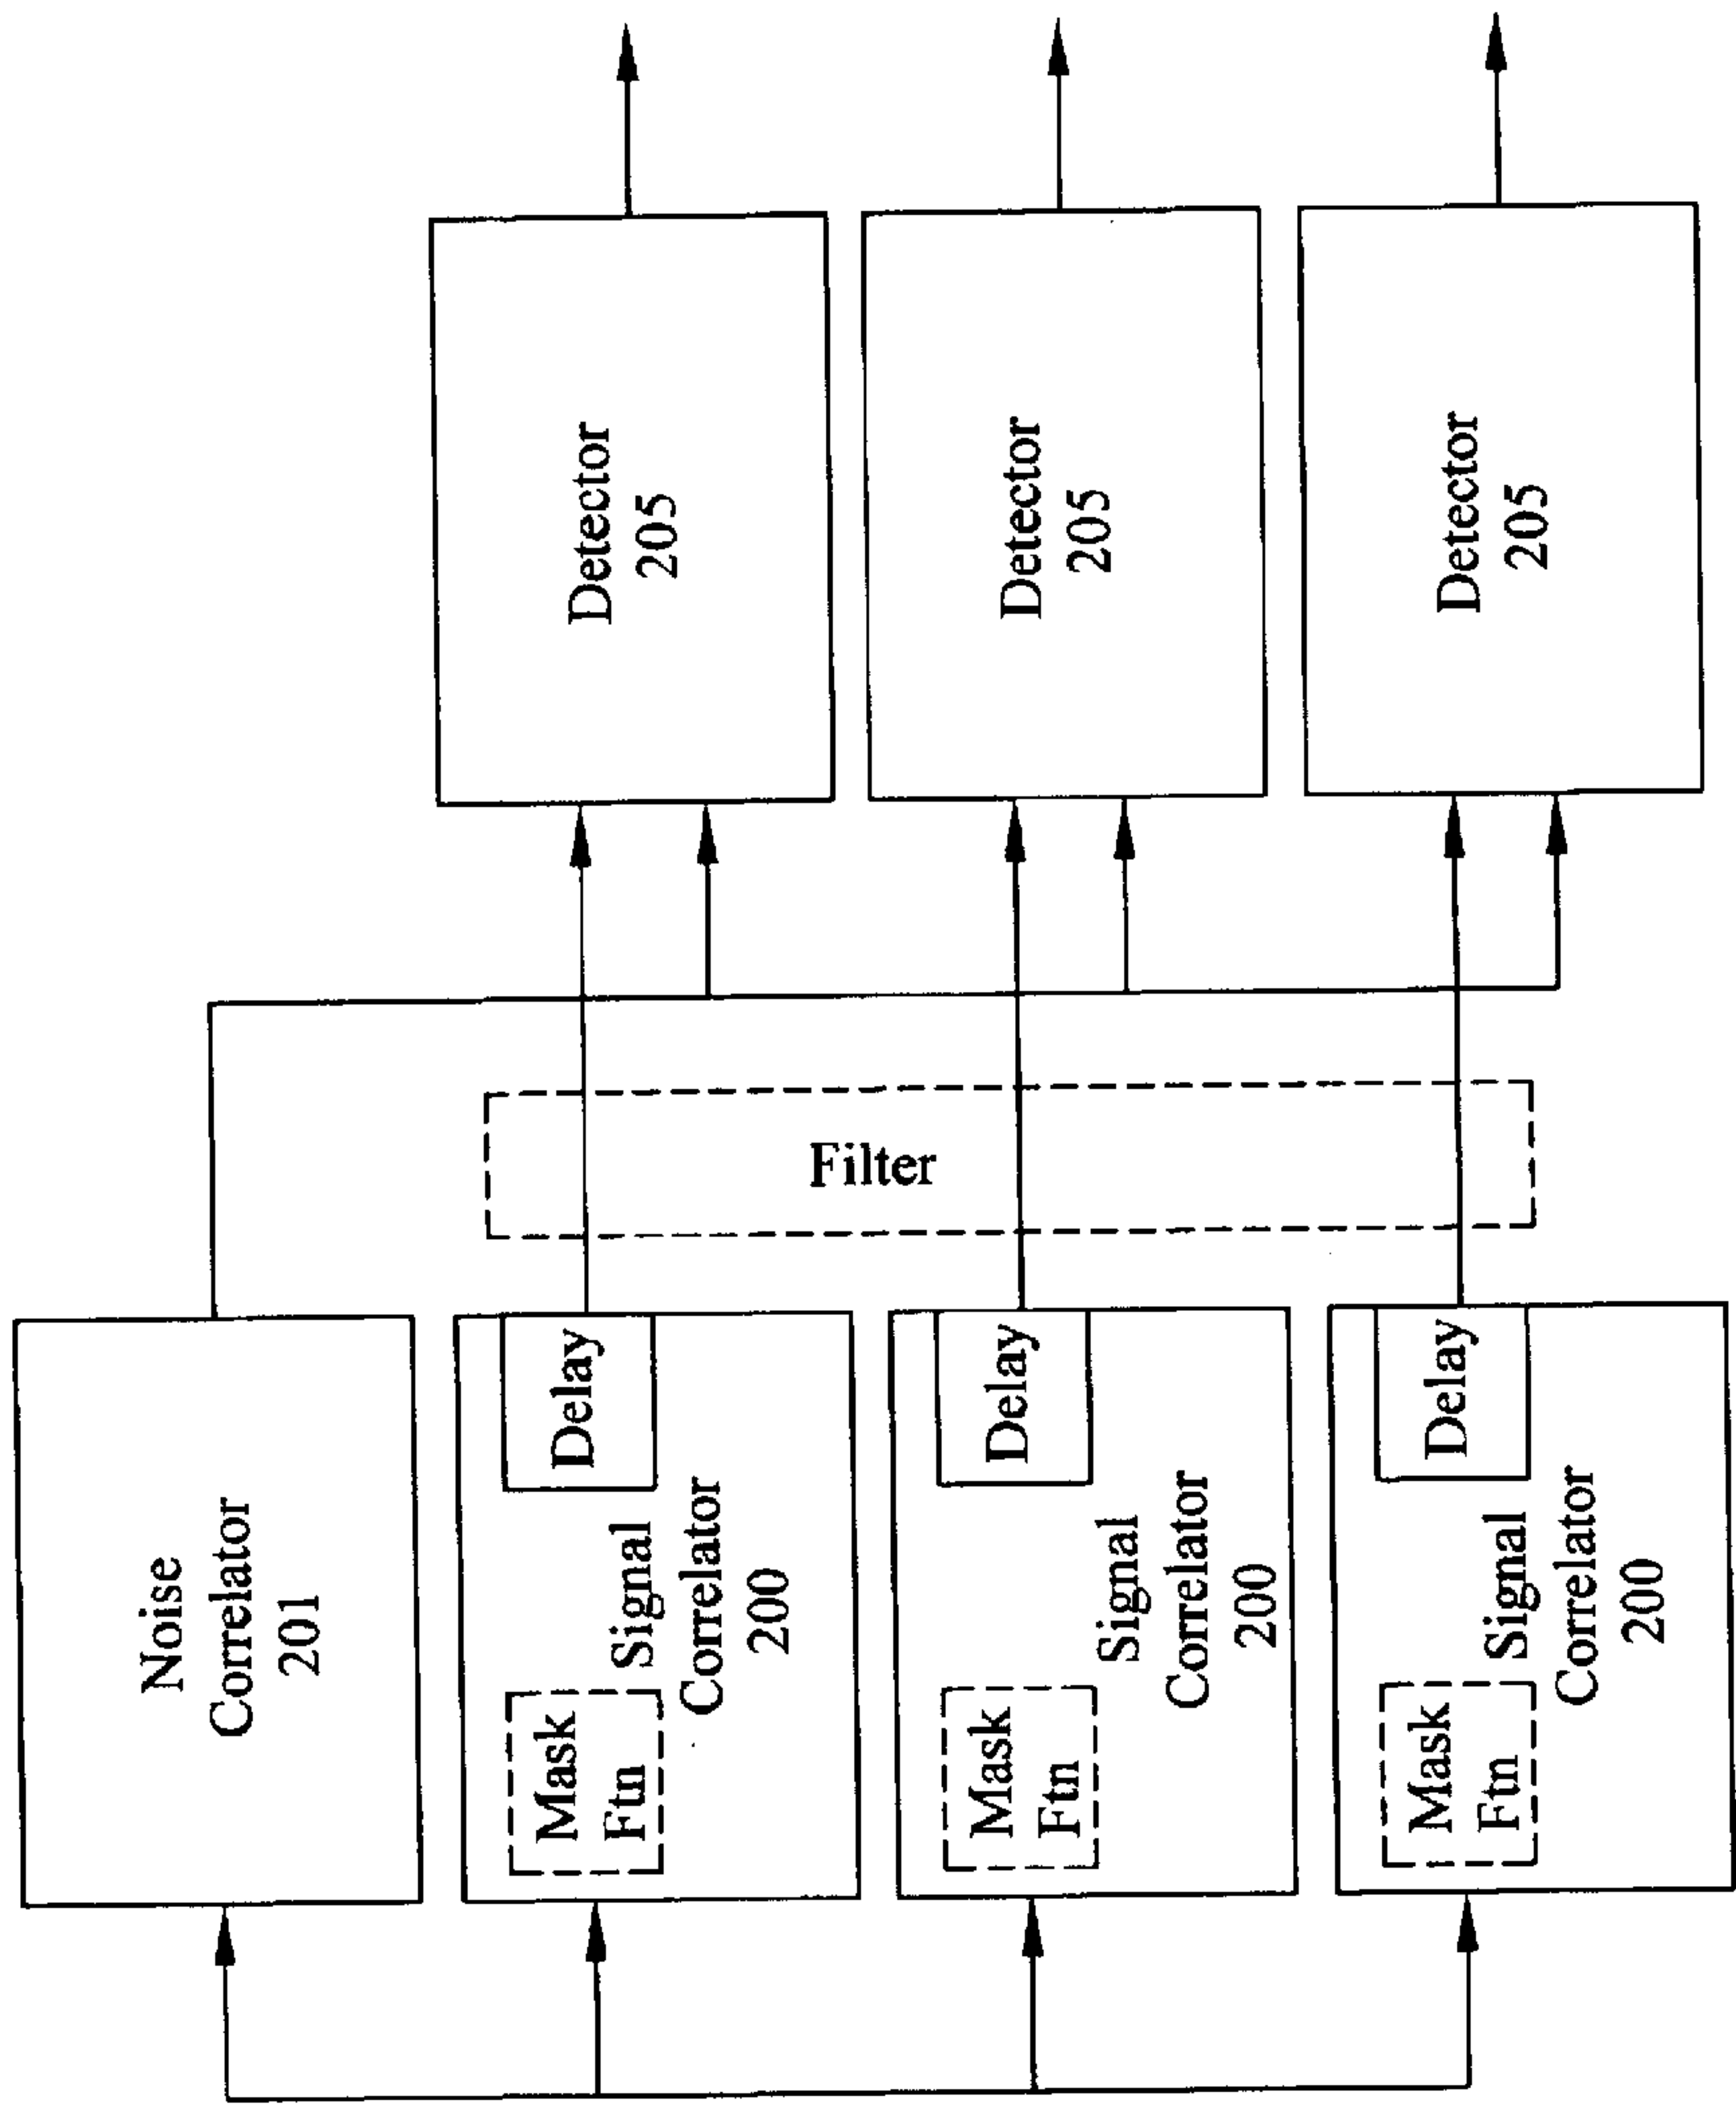 Noise
Correlator
201
Mask
Ftn
Signal
Correlator
200
Delay
Mask
Ftn
Signal
Correlator
200
Delay
Mask
Ftn
Signal
Correlator
200
Delay
Filter
Detector
205
Detector
205
Detector
205